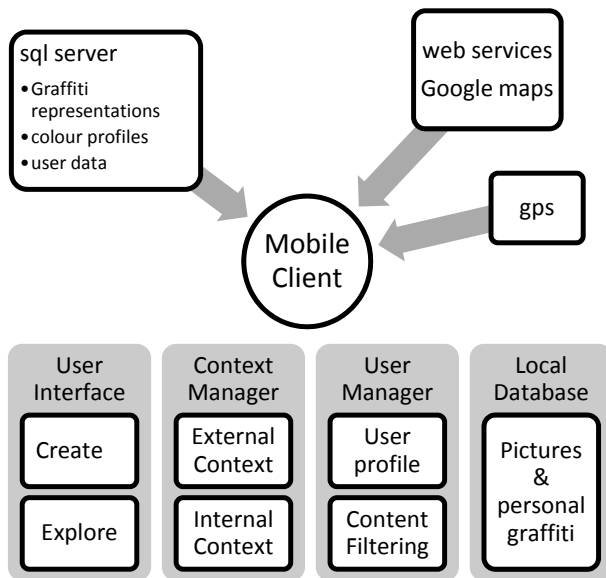 sql server
•Graffiti
representations
•colour profiles
•user data
web services
Google maps
gps
Mobile
Client
User
Interface
Create
Explore
Context
Manager
External
Context
Internal
Context
User
Manager
User
profile
Content
Filtering
Local
Database
Pictures
&
personal
graffiti